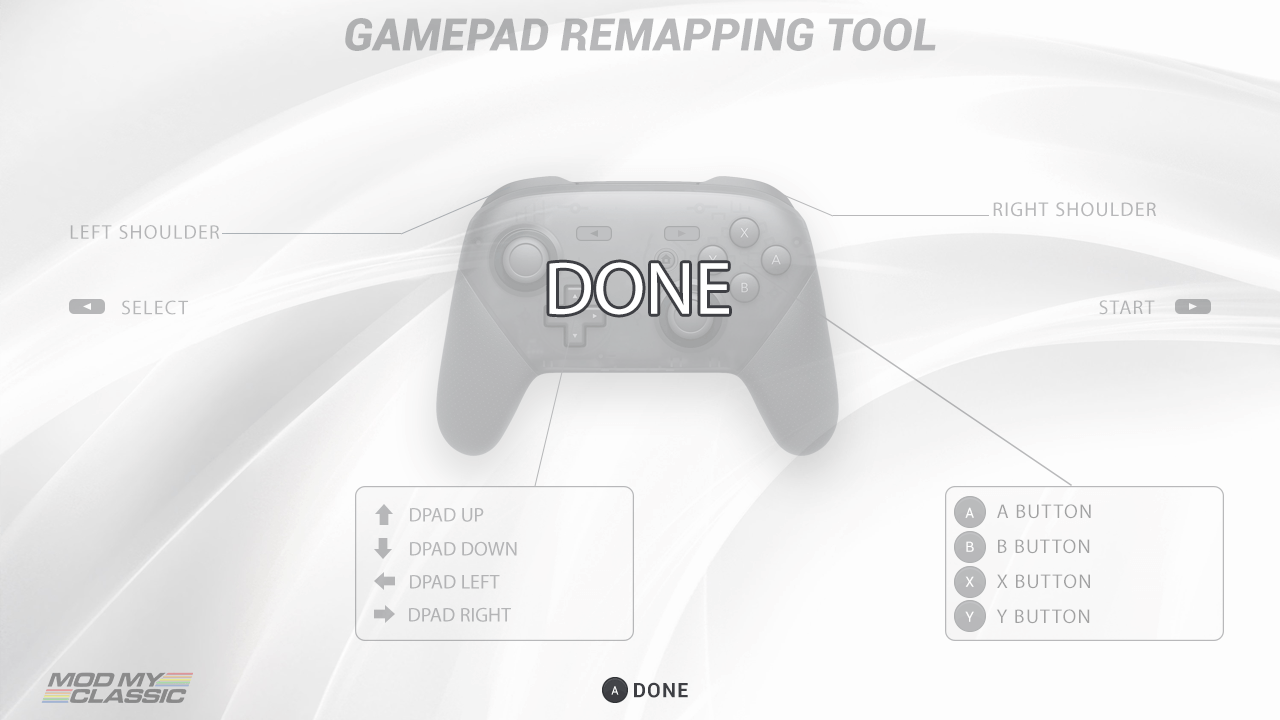 GAMEPAD REMAPPING TOOL
RIGHT SHOULDER
LEFT SHOULDER
X
Y
A
B
DONE
SELECT
START
DPAD UP
DPAD DOWN
DPAD LEFT
DPAD RIGHT
A A BUTTON
B B BUTTON
X X BUTTON
Y Y BUTTON
MOD MY
CLASSIC
A DONE